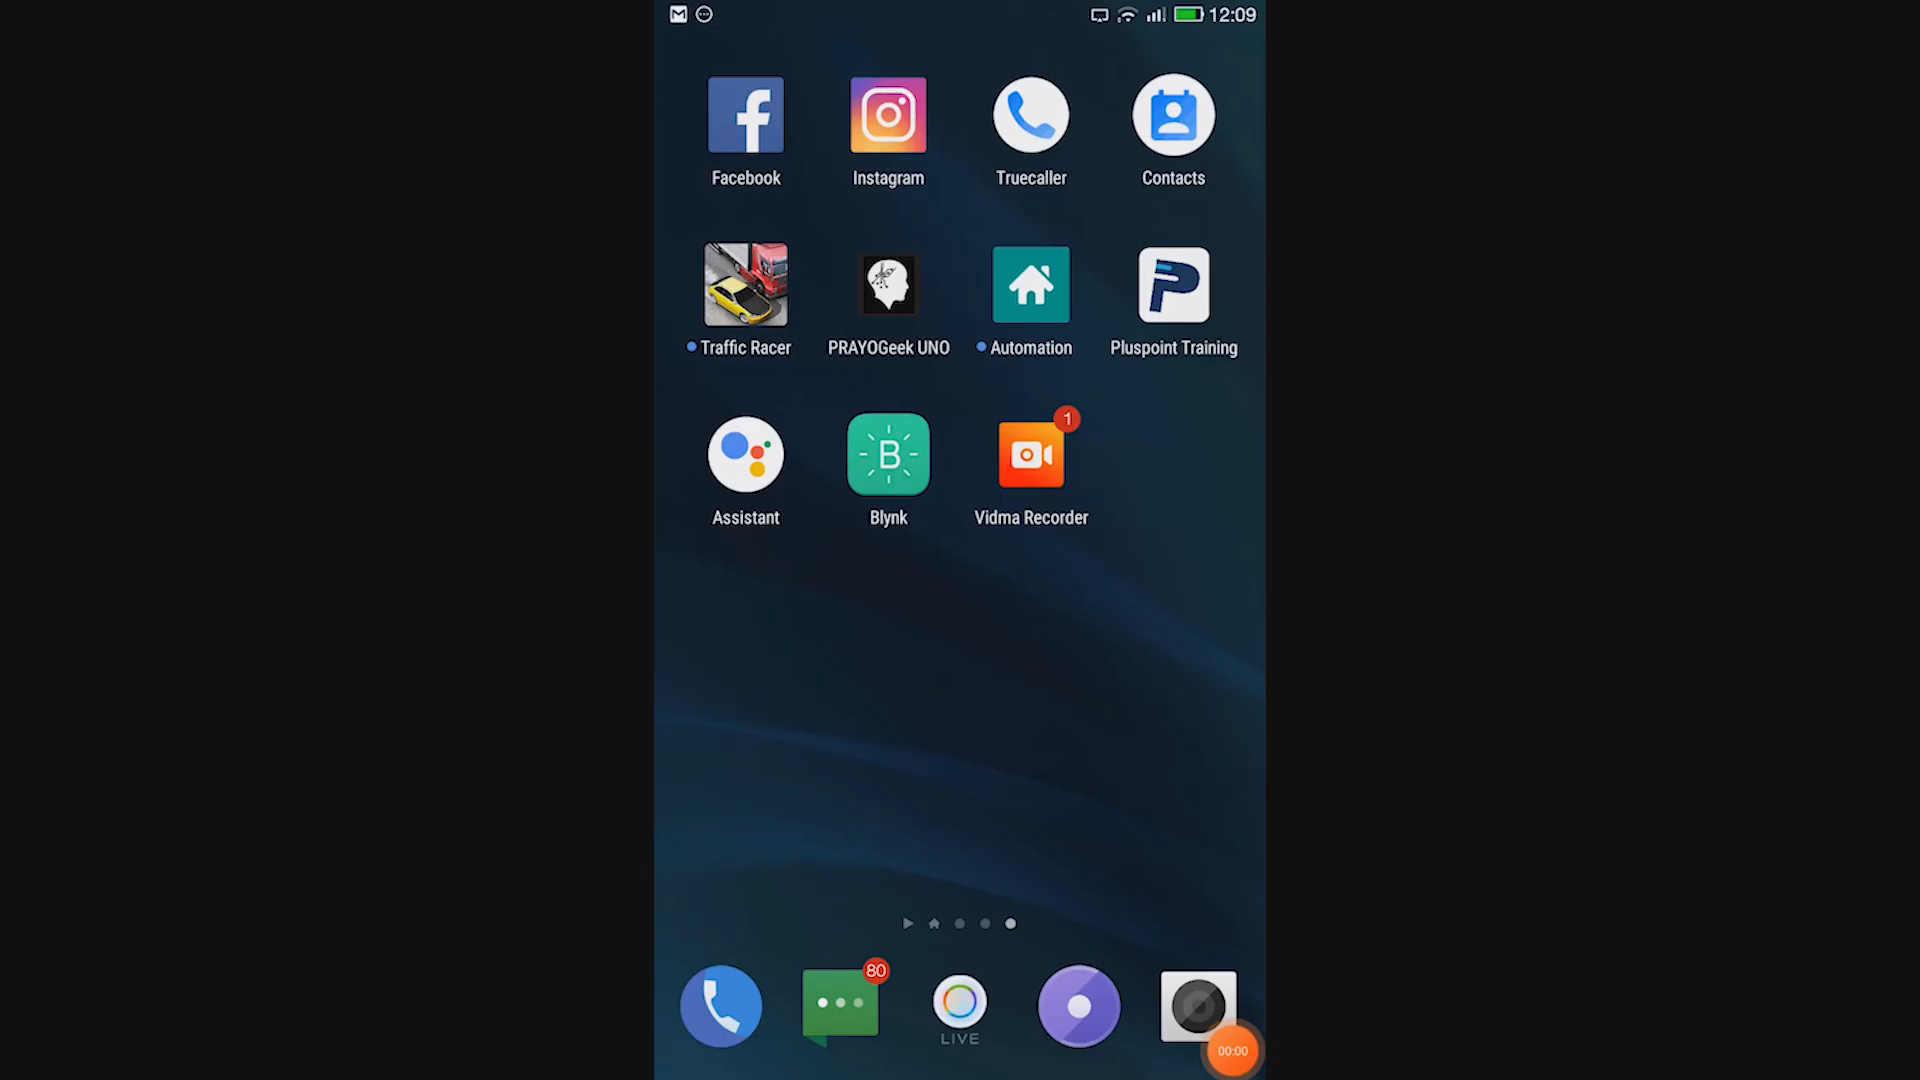 12:09
Facebook
Instagram
Truecaller
Contacts
Traffic Racer
PRAYOGeek UNO
Automation
Pluspoint Training
B
1
Assistant
Blynk
Vidma Recorder
80
LIVE
00:00